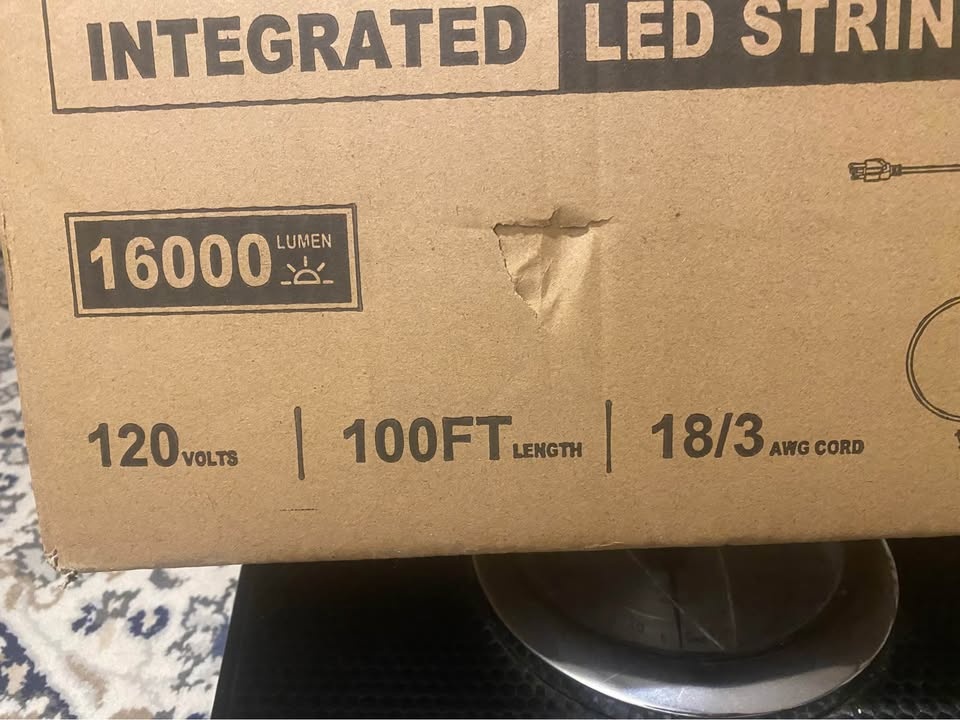 INTEGRATED LED STRIN
16000 LUMEN
120 VOLTS | 100FT LENGTH | 18/3 AWG CORD